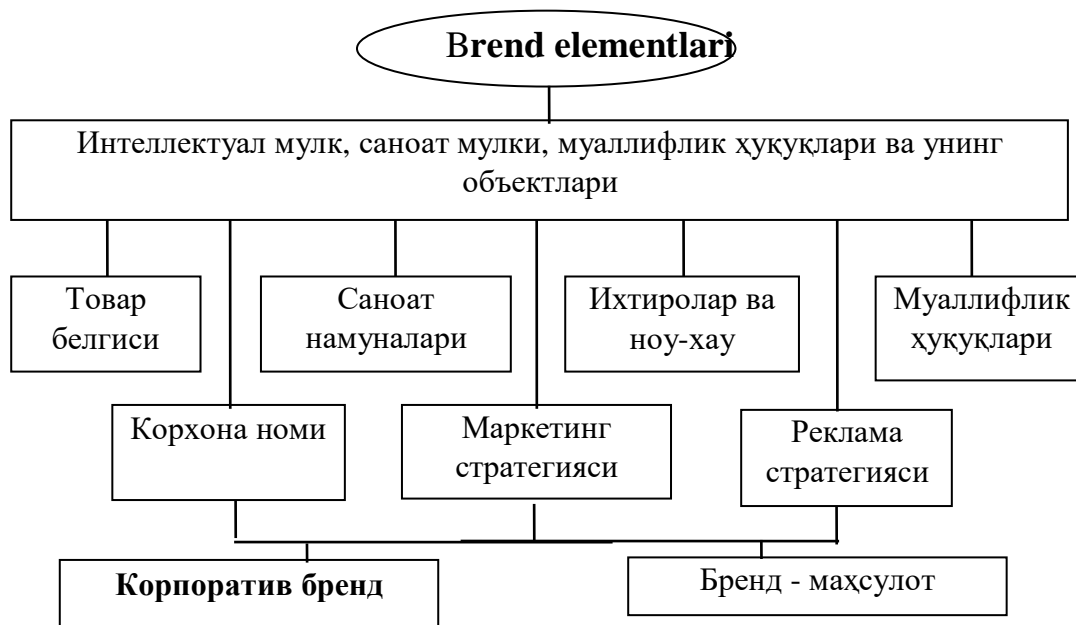 Brend elementlari
Интеллектуал мулк, саноат мулки, муаллифлик ҳуқуқлари ва унинг
объектлари
Товар
белгиси
Саноат
намуналари
Ихтиролар ва
ноу-хау
Муаллифлик
ҳуқуқлари
Корхона номи
Маркетинг
стратегияси
Реклама
стратегияси
Корпоратив бренд
Бренд - маҳсулот